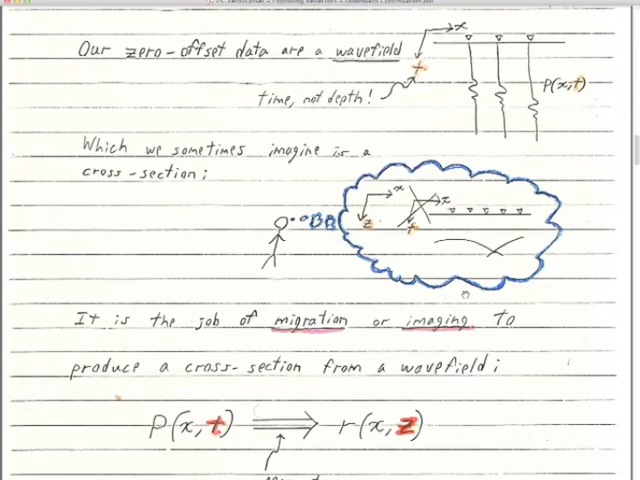 Our zero-offset data are a wavefield
x
t
time, not depth!
P(x,t)
Which we sometimes imagine is a
cross-section;
x
x
z
t
It is the job of migration or imaging to
produce a cross-section from a wavefield;
P(x,t) ⟹ r(x,z)